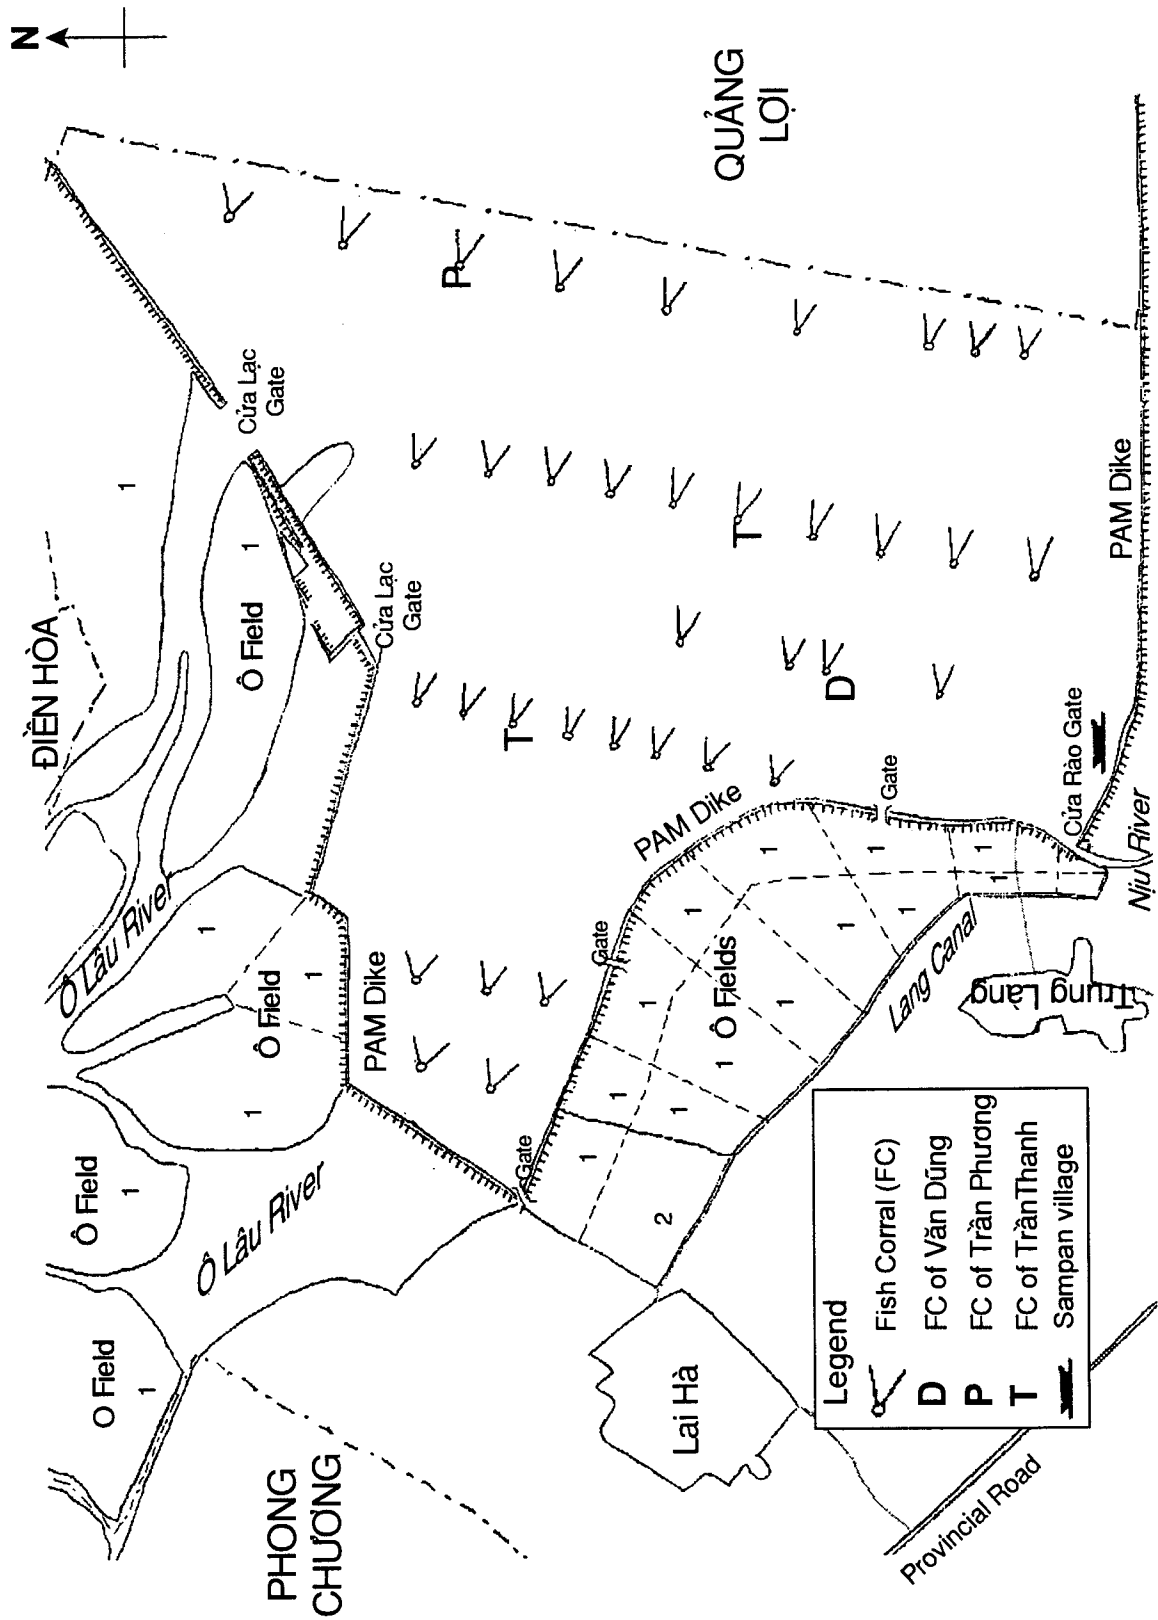 N
ĐIỀN HÒA
QUẢNG
LỢI
PHONG
CHƯƠNG
Ô Lâu River
Ô Lâu River
O Field
1
Ô Field
1
Ô Field
1
1
1
Ô Field
1
1
Cửa Lạc
Gate
Cửa Lạc
Gate
PAM Dike
PAM Dike
PAM Dike
Gate
Gate
Gate
Cửa Rào Gate
Nịu River
Lang Canal
Trung Lang
Lai Hà
Provincial Road
Ô Fields
1
1
1
1
1
1
1
1
1
1
1
1
1
2
P
T
T
D
Legend
Fish Corral (FC)
D FC of Văn Dũng
P FC of Trần Phương
T FC of TrầnThanh
Sampan village